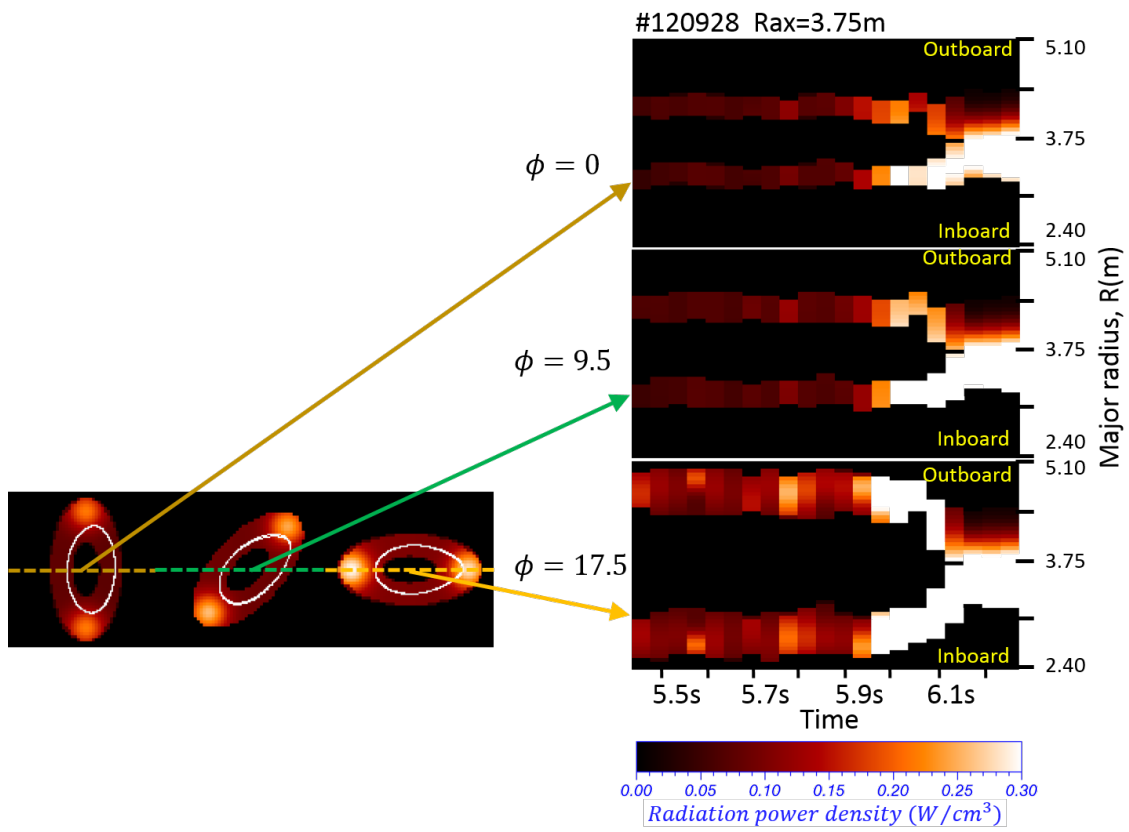 #120928 Rax=3.75m
Outboard
5.10
ϕ = 0
3.75
Inboard
2.40
Outboard
5.10
ϕ = 9.5
3.75
Major radius, R(m)
Inboard
2.40
Outboard
5.10
ϕ = 17.5
3.75
Inboard
2.40
5.5s 5.7s 5.9s 6.1s
Time
0.00 0.05 0.10 0.15 0.20 0.25 0.30
Radiation power density (W/cm³)